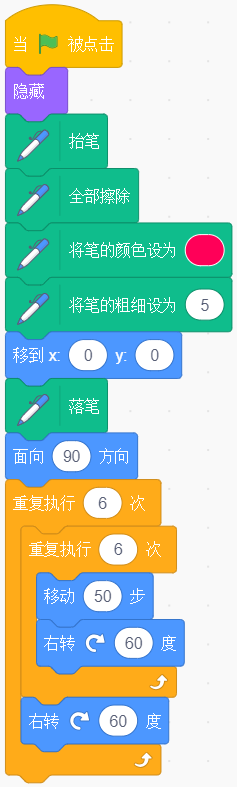 当 被点击
隐藏
抬笔
全部擦除
将笔的颜色设为
将笔的粗细设为 5
移到 x: 0 y: 0
落笔
面向 90 方向
重复执行 6 次
重复执行 6 次
移动 50 步
右转 60 度
右转 60 度